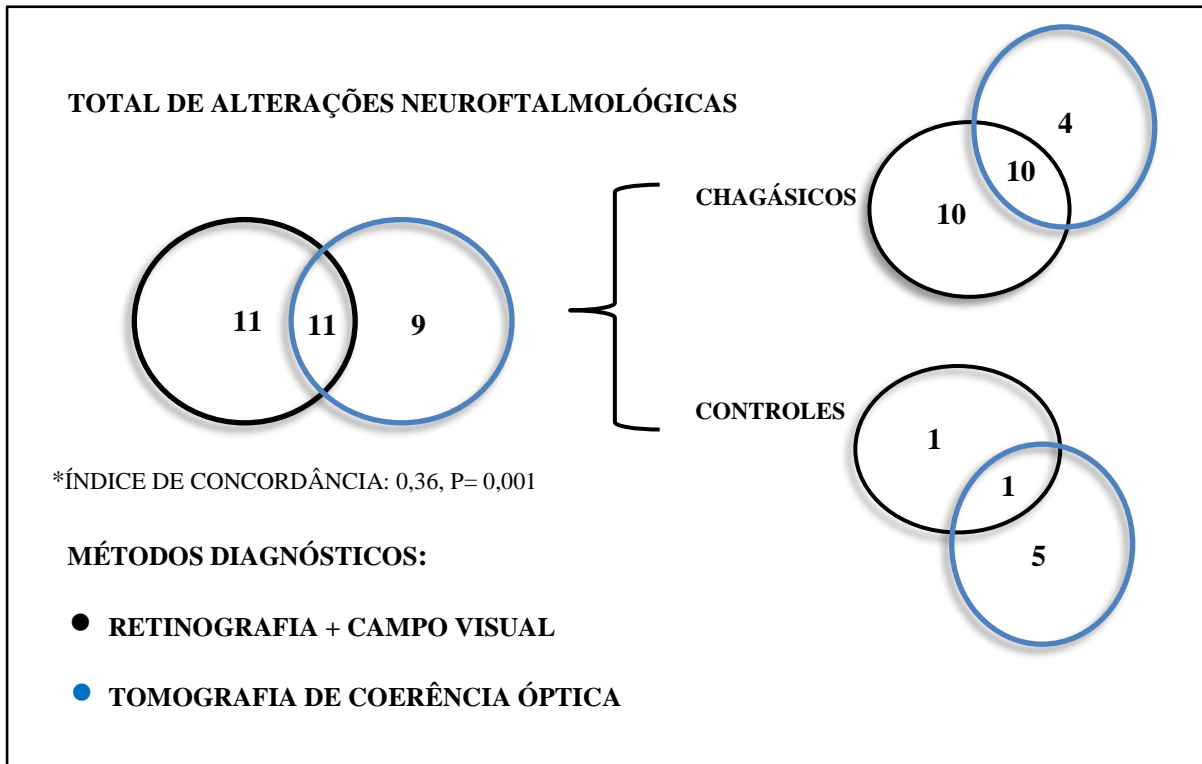 TOTAL DE ALTERAÇÕES NEUROFTALMOLÓGICAS
11 11 9
CHAGÁSICOS
4
10
10
CONTROLES
1
1
5
*ÍNDICE DE CONCORDÂNCIA: 0,36, P= 0,001
MÉTODOS DIAGNÓSTICOS:
● RETINOGRAFIA + CAMPO VISUAL
● TOMOGRAFIA DE COERÊNCIA ÓPTICA